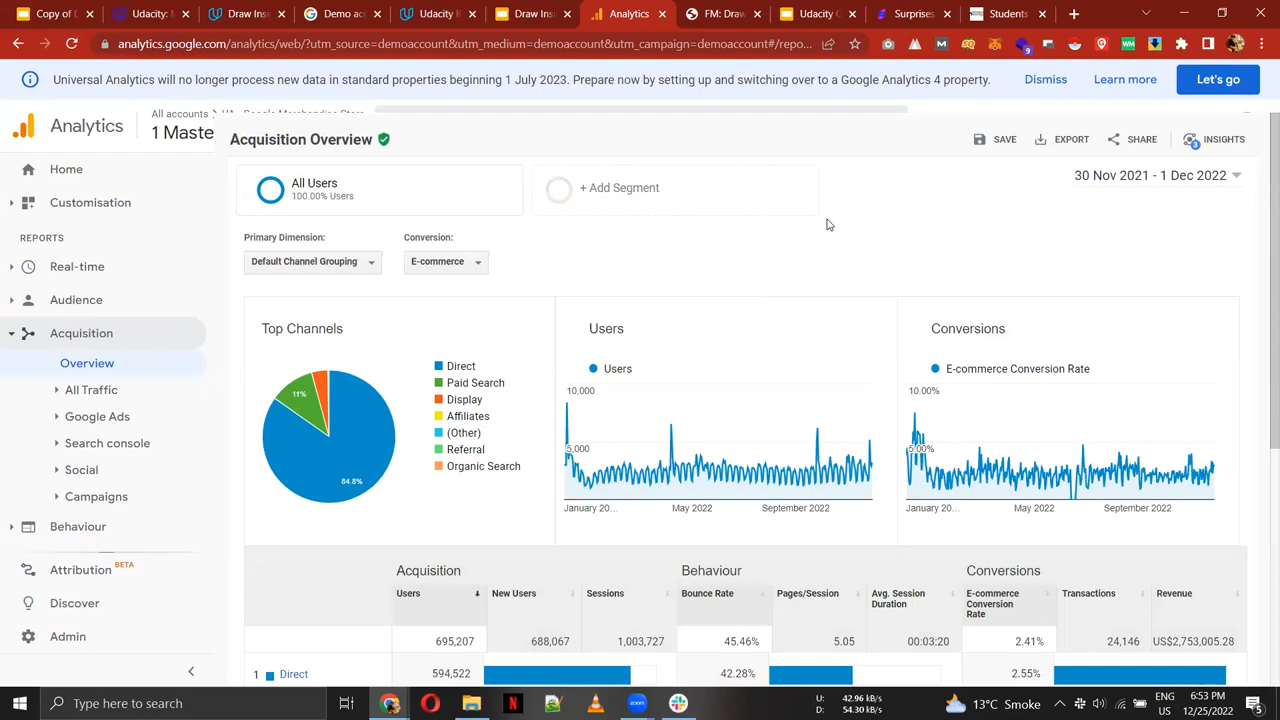 Copy of D
Udacity: M
Draw Insi
Demo ac
Udacity R
Draw Insi
Analytics
FM: Draw
Udacity G
Surprises
Students
analytics.google.com/analytics/web/?utm_source=demoaccount&utm_medium=demoaccount&utm_campaign=demoaccount#/repo...
Universal Analytics will no longer process new data in standard properties beginning 1 July 2023. Prepare now by setting up and switching over to a Google Analytics 4 property.
Dismiss
Learn more
Let's go
Analytics
All accounts > UA - Google Merchandise Store
1 Maste
Acquisition Overview
SAVE
EXPORT
SHARE
3
INSIGHTS
Home
Customisation
REPORTS
Real-time
Audience
Acquisition
Overview
All Traffic
Google Ads
Search console
Social
Campaigns
Behaviour
Attribution BETA
Discover
Admin
All Users
100.00% Users
+ Add Segment
30 Nov 2021 - 1 Dec 2022
Primary Dimension:
Conversion:
Default Channel Grouping
E-commerce
Top Channels
11%
84.8%
Direct
Paid Search
Display
Affiliates
(Other)
Referral
Organic Search
Users
Users
10,000
5,000
January 20...
May 2022
September 2022
Conversions
E-commerce Conversion Rate
10.00%
5.00%
January 20...
May 2022
September 2022
Acquisition
Behaviour
Conversions
Users
New Users
Sessions
Bounce Rate
Pages/Session
Avg. Session
Duration
E-commerce
Conversion
Rate
Transactions
Revenue
695,207
688,067
1,003,727
45.46%
5.05
00:03:20
2.41%
24,146
US$2,753,005.28
1
Direct
594,522
42.28%
2.55%
Type here to search
zoom
U: 42.96 kB/s
D: 54.30 kB/s
13°C Smoke
ENG
US
6:53 PM
12/25/2022
5